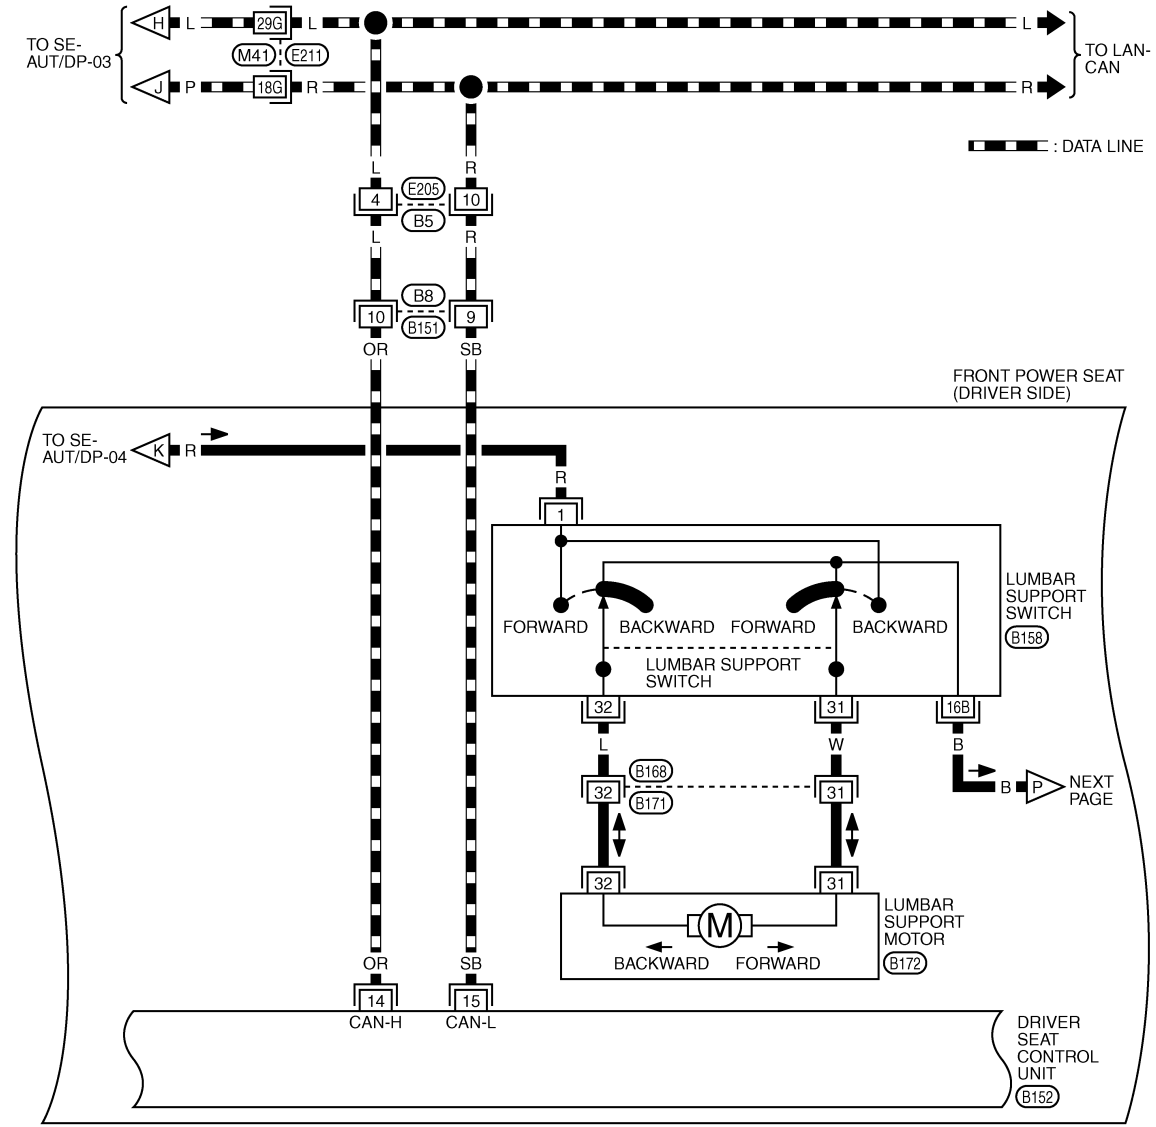 H L 29G L L
TO SE-
AUT/DP-03
M41 E211
TO LAN-
CAN
J P 18G R R
: DATA LINE
L R
4 E205 10
B5
L R
B8
10 9
B151
OR SB
FRONT POWER SEAT
(DRIVER SIDE)
TO SE-
AUT/DP-04
K R
R
1
LUMBAR
SUPPORT
SWITCH
B158
FORWARD BACKWARD FORWARD BACKWARD
LUMBAR SUPPORT
SWITCH
32 31 16B
L W B
B168
32 31
B171
B P NEXT
PAGE
32 31
M
BACKWARD FORWARD
LUMBAR
SUPPORT
MOTOR
B172
OR SB
14 15
CAN-H CAN-L
DRIVER
SEAT
CONTROL
UNIT
B152